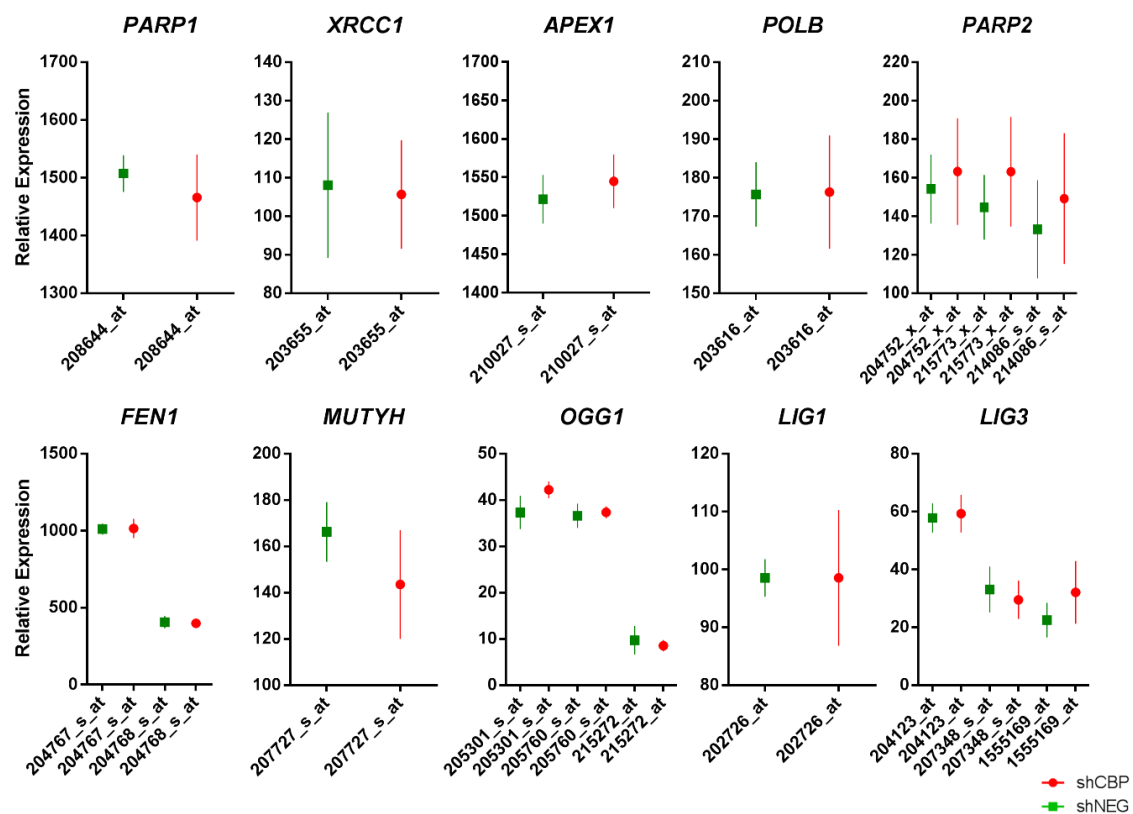 PARP1 XRCC1 APEX1 POLB PARP2
Relative Expression
1700
1600
1500
1400
1300
208644_at
208644_at
140
130
120
110
100
90
80
203655_at
203655_at
1700
1650
1600
1550
1500
1450
1400
210027_s_at
210027_s_at
210
200
190
180
170
160
150
203616_at
203616_at
220
200
180
160
140
120
100
204752_x_at
204752_x_at
215773_x_at
215773_x_at
214086_s_at
214086_s_at
FEN1 MUTYH OGG1 LIG1 LIG3
Relative Expression
1500
1000
500
0
204767_s_at
204767_s_at
204768_s_at
204768_s_at
200
180
160
140
120
100
207727_s_at
207727_s_at
50
40
30
20
10
0
205301_s_at
205301_s_at
205760_s_at
205760_s_at
215272_at
215272_at
120
110
100
90
80
202726_at
202726_at
80
60
40
20
0
204123_at
204123_at
207348_s_at
207348_s_at
1555169_at
1555169_at
shCBP
shNEG